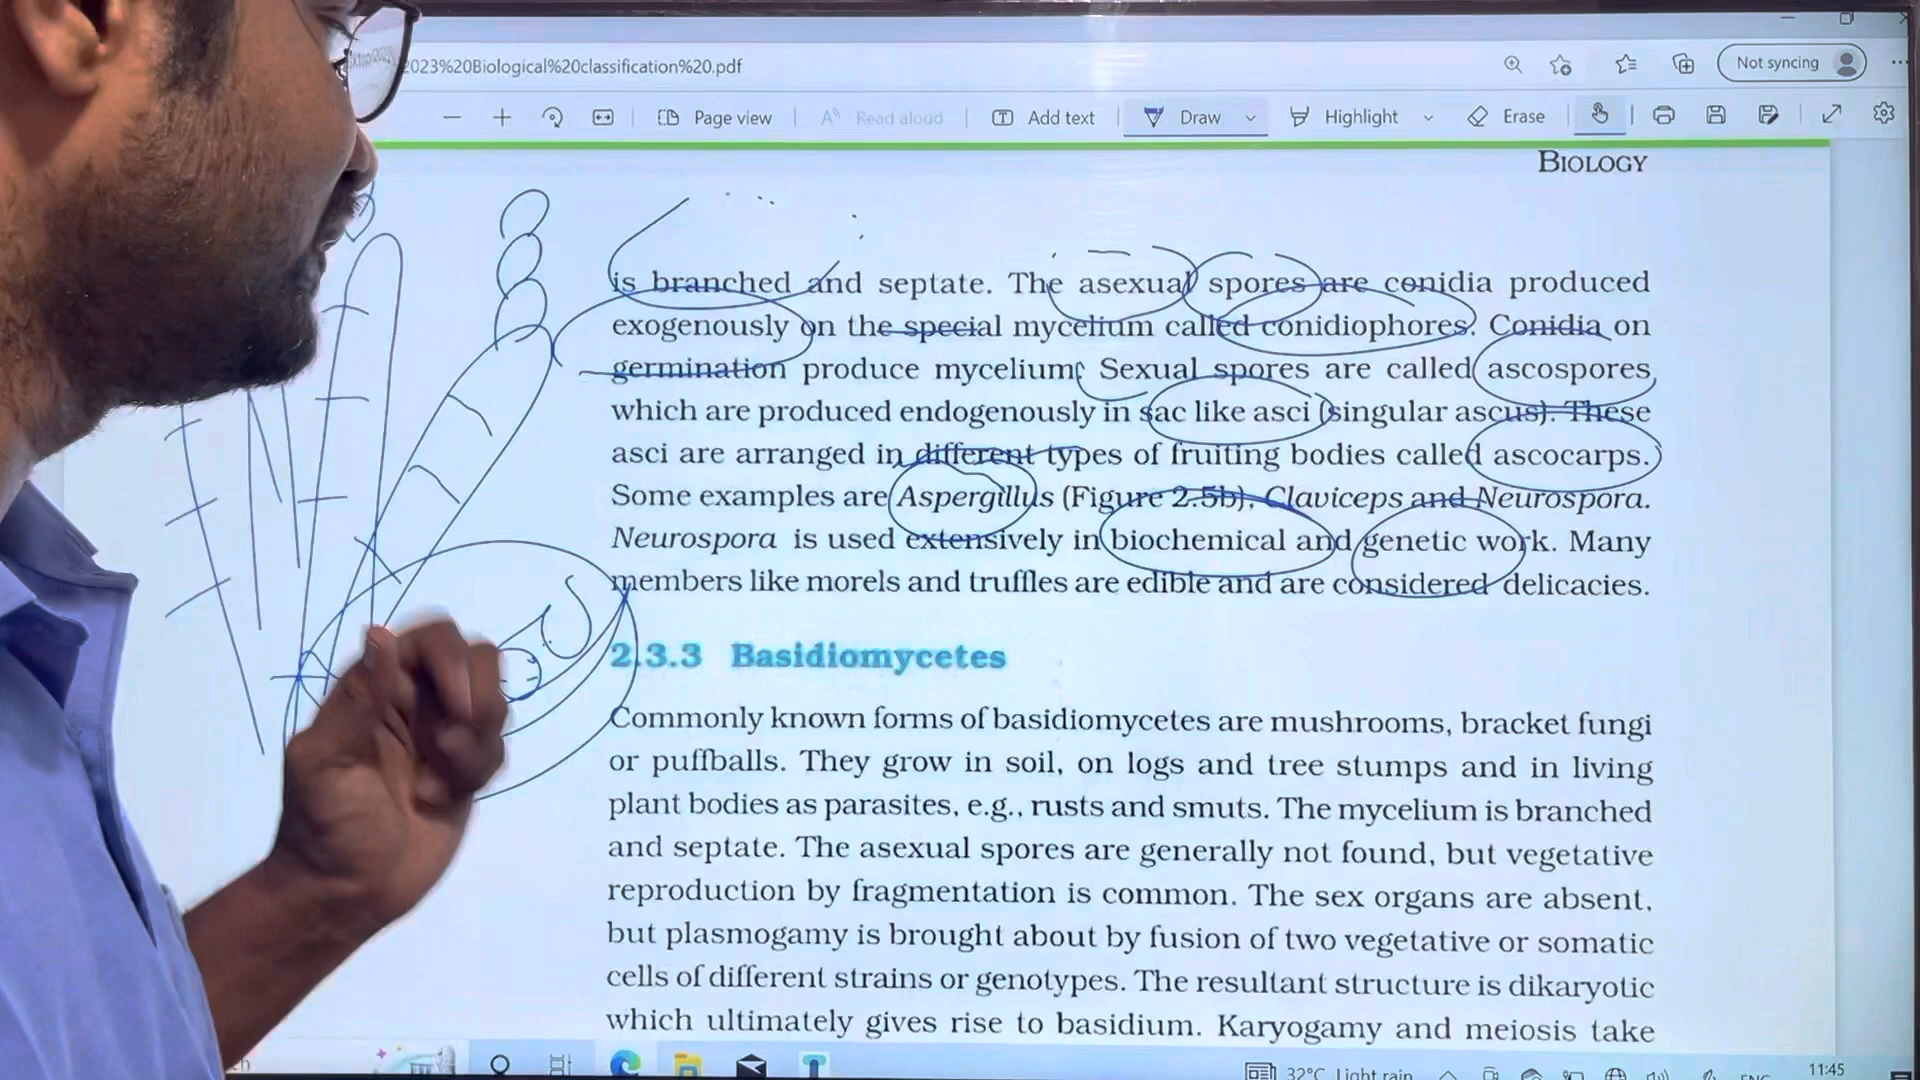 2023%20Biological%20classification%20.pdf
Not syncing
Page view
Read aloud
Add text
Draw
Highlight
Erase
BIOLOGY
is branched and septate. The asexual spores are conidia produced
exogenously on the special mycelium called conidiophores. Conidia on
germination produce mycelium. Sexual spores are called ascospores
which are produced endogenously in sac like asci (singular ascus). These
asci are arranged in different types of fruiting bodies called ascocarps.
Some examples are Aspergillus (Figure 2.5b), Claviceps and Neurospora.
Neurospora is used extensively in biochemical and genetic work. Many
members like morels and truffles are edible and are considered delicacies.
2.3.3 Basidiomycetes
Commonly known forms of basidiomycetes are mushrooms, bracket fungi
or puffballs. They grow in soil, on logs and tree stumps and in living
plant bodies as parasites, e.g., rusts and smuts. The mycelium is branched
and septate. The asexual spores are generally not found, but vegetative
reproduction by fragmentation is common. The sex organs are absent,
but plasmogamy is brought about by fusion of two vegetative or somatic
cells of different strains or genotypes. The resultant structure is dikaryotic
which ultimately gives rise to basidium. Karyogamy and meiosis take
32°C Light rain
ENG
11:45